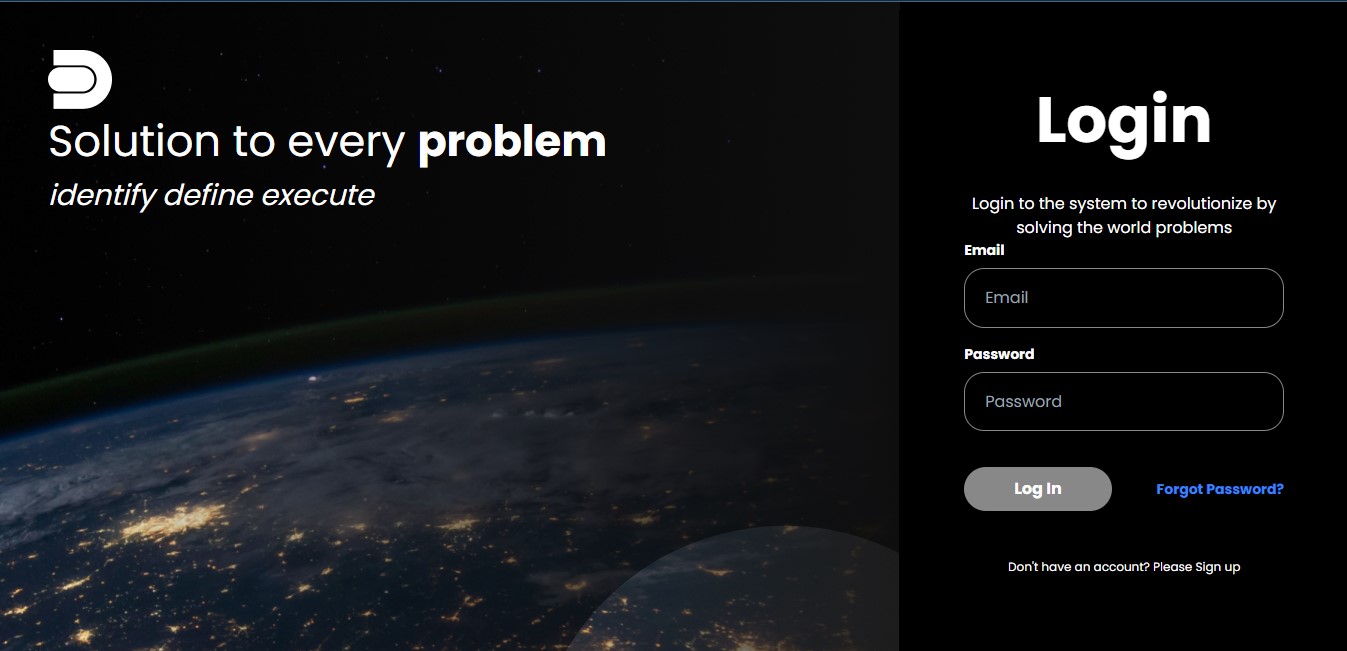 Solution to every problem
identify define execute
Login
Login to the system to revolutionize by
solving the world problems
Email
Email
Password
Password
Log In
Forgot Password?
Don't have an account? Please Sign up